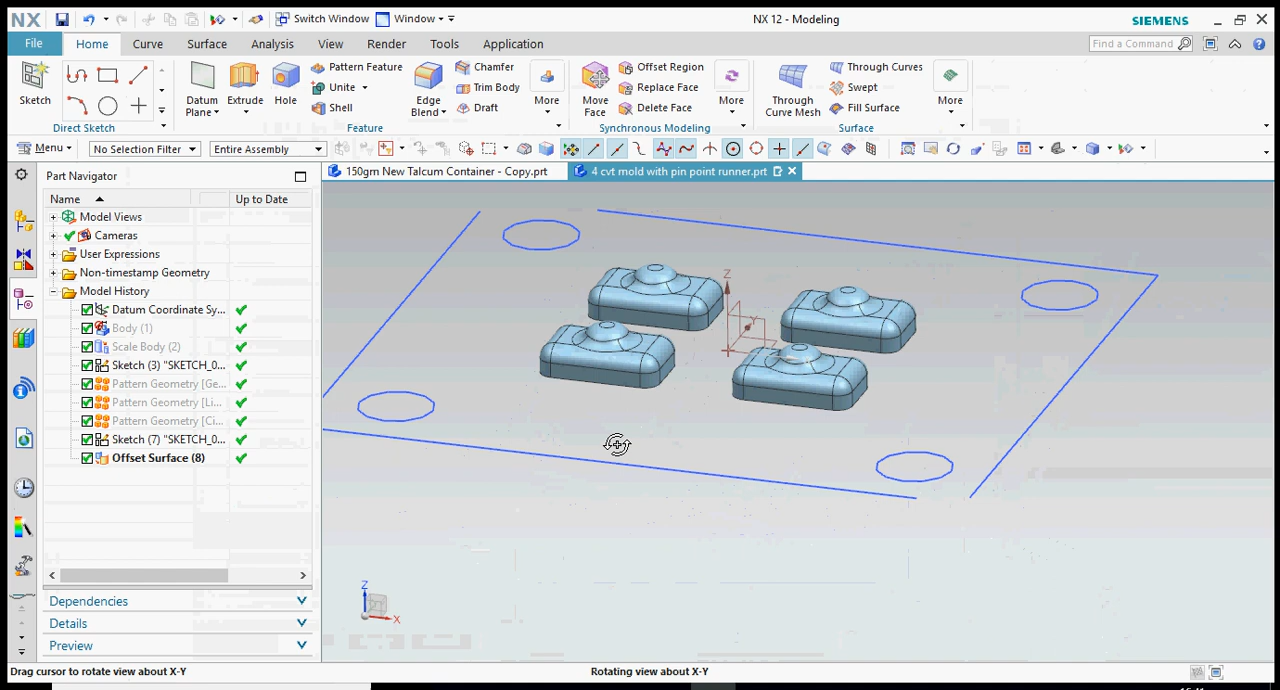 NX Switch Window Window NX 12 - Modeling SIEMENS
File Home Curve Surface Analysis View Render Tools Application Find a Command
Sketch
Direct Sketch
Datum Plane Extrude Hole
Pattern Feature
Unite
Shell
Edge Blend
Chamfer
Trim Body
Draft
More
Feature
Move Face
Offset Region
Replace Face
Delete Face
More
Synchronous Modeling
Through Curve Mesh
Through Curves
Swept
Fill Surface
More
Surface
Menu No Selection Filter Entire Assembly
Part Navigator
150gm New Talcum Container - Copy.prt 4 cvt mold with pin point runner.prt
Name Up to Date
Model Views
Cameras
User Expressions
Non-timestamp Geometry
Model History
Datum Coordinate Sy...
Body (1)
Scale Body (2)
Sketch (3) "SKETCH_0...
Pattern Geometry [Ge...
Pattern Geometry [Li...
Pattern Geometry [Ci...
Sketch (7) "SKETCH_0...
Offset Surface (8)
Dependencies
Details
Preview
Z
Y
Z
X
Drag cursor to rotate view about X-Y Rotating view about X-Y